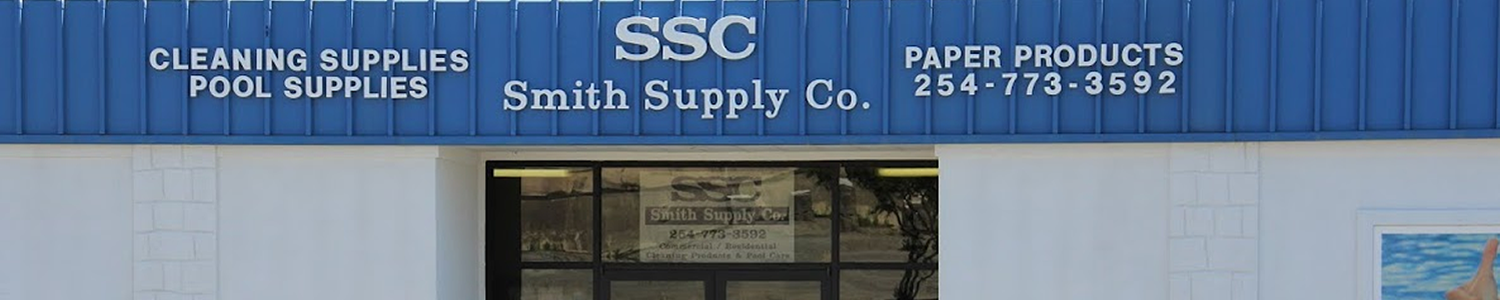 CLEANING SUPPLIES
POOL SUPPLIES
SSC
Smith Supply Co.
PAPER PRODUCTS
254-773-3592
SSC
Smith Supply Co.
254-773-3592
Commercial / Residential
Cleaning Products & Pool Care